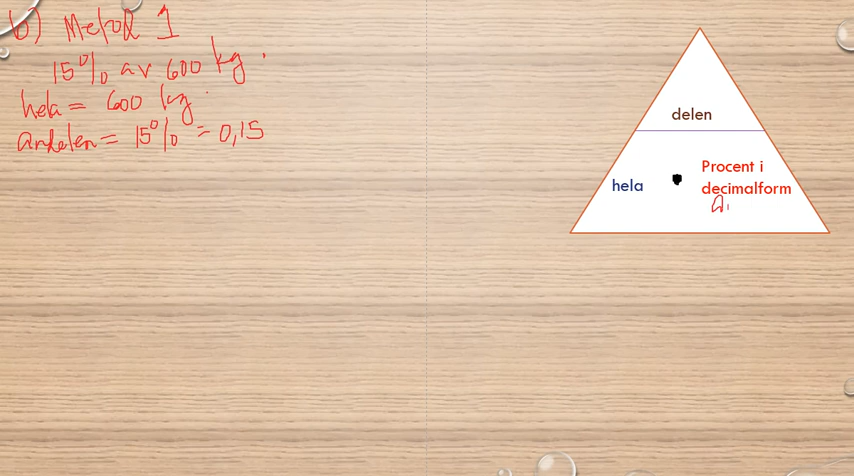 b) Metod 1
15% av 600 kg.
hela = 600 kg.
andelen = 15% = 0,15
delen
hela • Procent i
decimalform
a